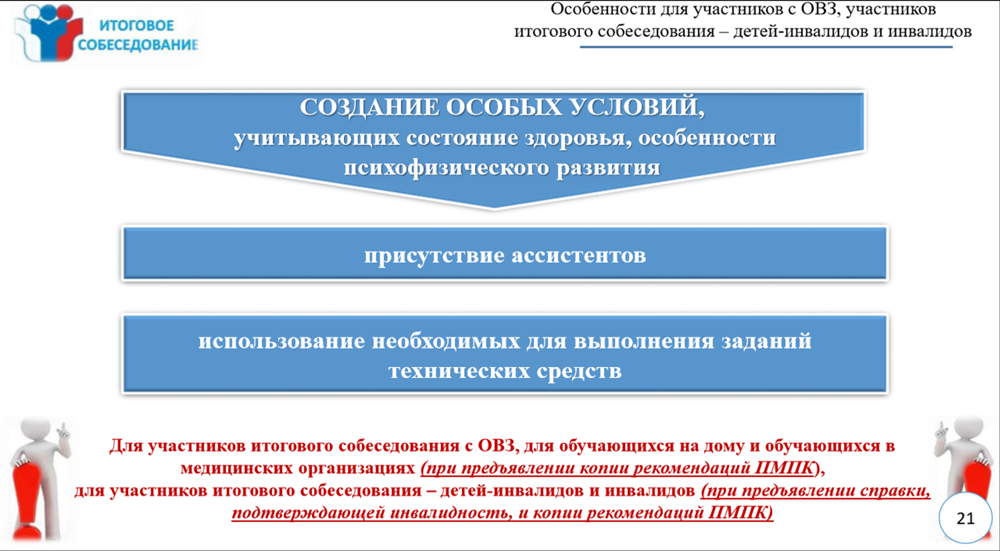 ИТОГОВОЕ
СОБЕСЕДОВАНИЕ
Особенности для участников с ОВЗ, участников
итогового собеседования – детей-инвалидов и инвалидов
СОЗДАНИЕ ОСОБЫХ УСЛОВИЙ,
учитывающих состояние здоровья, особенности
психофизического развития
присутствие ассистентов
использование необходимых для выполнения заданий
технических средств
Для участников итогового собеседования с ОВЗ, для обучающихся на дому и обучающихся в
медицинских организациях (при предъявлении копии рекомендаций ПМПК),
для участников итогового собеседования – детей-инвалидов и инвалидов (при предъявлении справки,
подтверждающей инвалидность, и копии рекомендаций ПМПК)
21